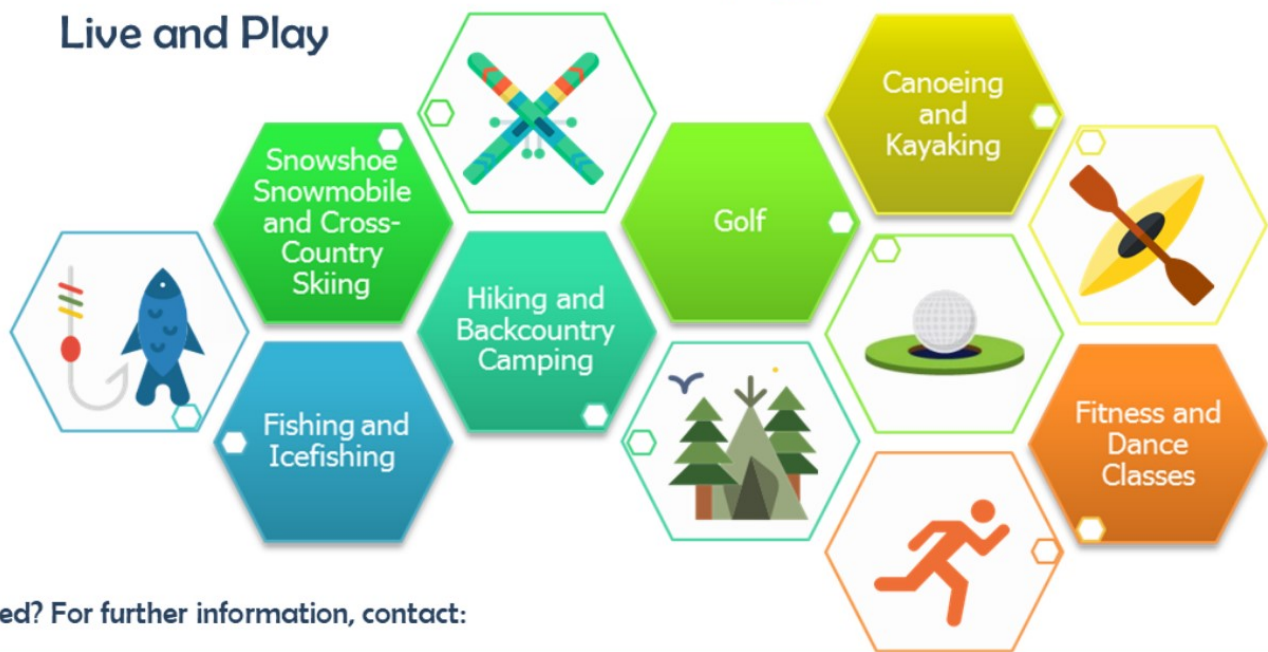 Live and Play
Snowshoe
Snowmobile
and Cross-
Country
Skiing
Golf
Canoeing
and
Kayaking
Hiking and
Backcountry
Camping
Fishing and
Icefishing
Fitness and
Dance
Classes
ed? For further information, contact: